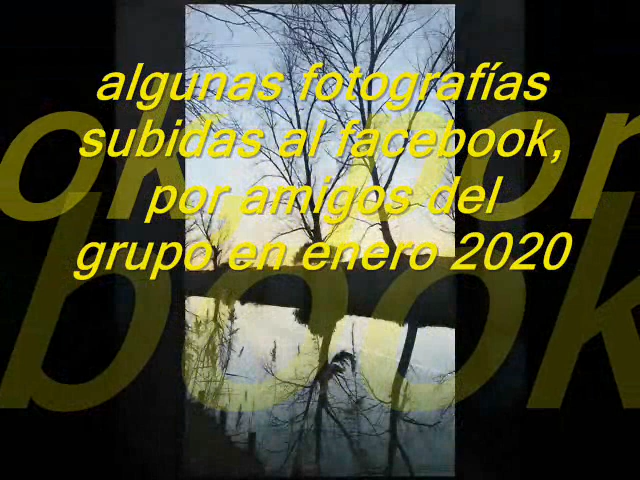 algunas fotografías
subidas al facebook,
por amigos del
grupo en enero 2020